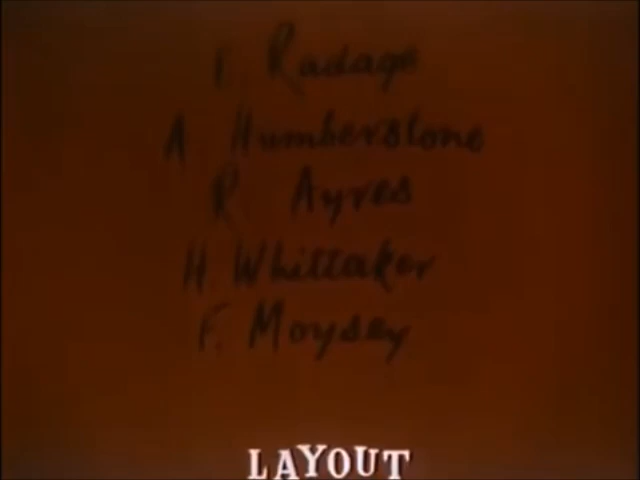 Radage
A Humberstone
R. Ayres
H. Whittaker
F. Moysey
LAYOUT